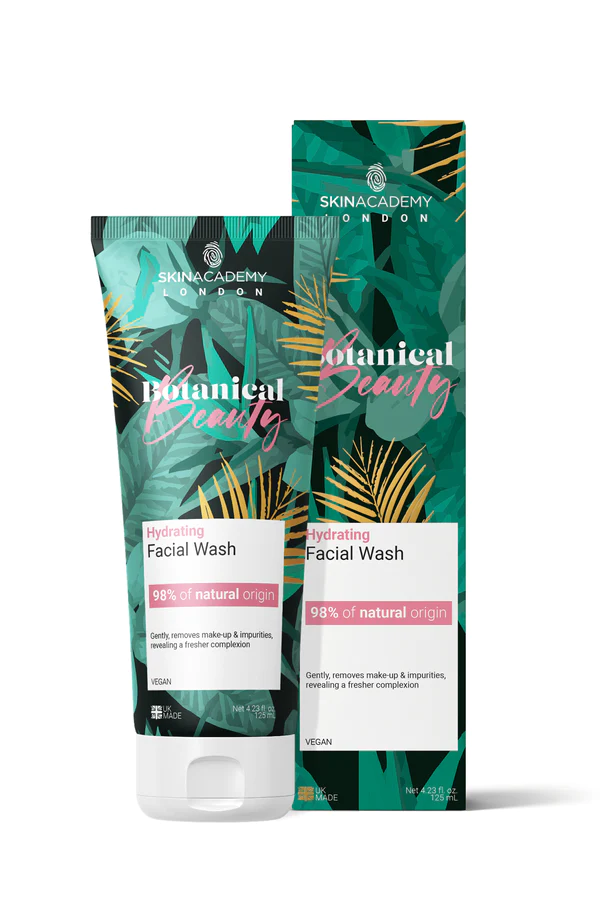 SKINACADEMY
LONDON
Botanical
Beauty
Hydrating
Facial Wash
98% of natural origin
Gently, removes make-up & impurities,
revealing a fresher complexion
VEGAN
UK
MADE
Net 4.23 fl. oz.
125 mL
SKINACADEMY
LONDON
Botanical
Beauty
Hydrating
Facial Wash
98% of natural origin
Gently, removes make-up & impurities,
revealing a fresher complexion
VEGAN
UK
MADE
Net 4.23 fl. oz.
125 mL